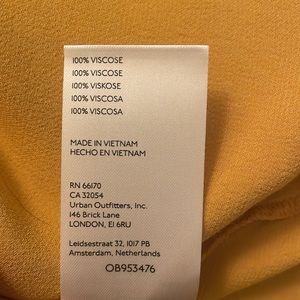 100% VISCOSE
100% VISCOSE
100% VISKOSE
100% VISCOSA
100% VISCOSA
MADE IN VIETNAM
HECHO EN VIETNAM
RN 66170
CA 32054
Urban Outfitters, Inc.
146 Brick Lane
LONDON, E1 6RU
Leidsestraat 32, 1017 PB
Amsterdam, Netherlands
OB953476